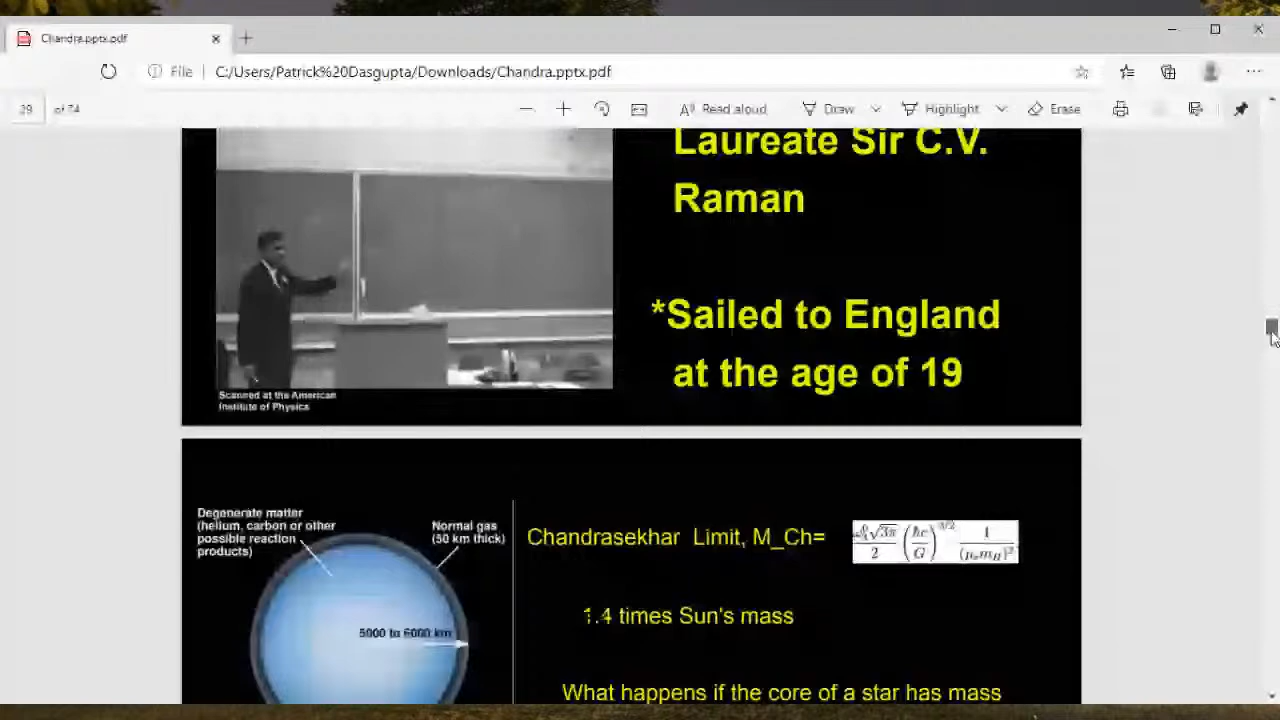 Chandra.pptx.pdf
File
C:/Users/Patrick%20Dasgupta/Downloads/Chandra.pptx.pdf
of 74
Read aloud
Draw
Highlight
Erase
Laureate Sir C.V.
Raman
*Sailed to England
at the age of 19
Scanned at the American
Institute of Physics
Degenerate matter
(helium, carbon or other
possible reaction
products)
Normal gas
(50 km thick)
5000 to 6000 km
Chandrasekhar Limit, M_Ch=
1.4 times Sun's mass
What happens if the core of a star has mass